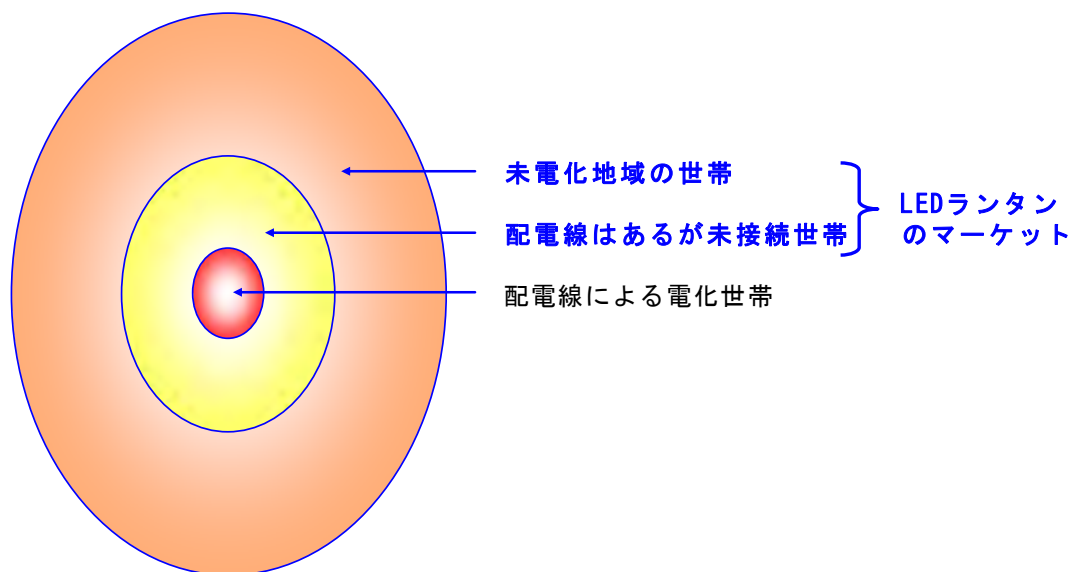 未電化地域の世帯
配電線はあるが未接続世帯
配電線による電化世帯
LEDランタン
のマーケット